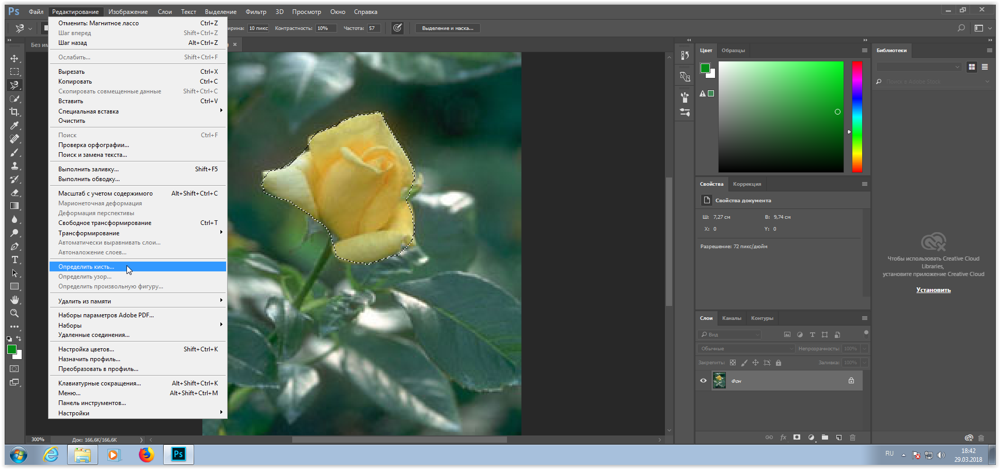 Ps Файл Редактирование Изображение Слои Текст Выделение Фильтр 3D Просмотр Окно Справка
ирина: 10 пикс Контрастность: 10% Частота: 57 Выделение и маска...
Без им
Отменить: Магнитное лассо Ctrl+Z
Шаг вперед Shift+Ctrl+Z
Шаг назад Alt+Ctrl+Z
Ослабить... Shift+Ctrl+F
Вырезать Ctrl+X
Копировать Ctrl+C
Скопировать совмещенные данные Shift+Ctrl+C
Вставить Ctrl+V
Специальная вставка
Очистить
Поиск Ctrl+F
Проверка орфографии...
Поиск и замена текста...
Выполнить заливку... Shift+F5
Выполнить обводку...
Масштаб с учетом содержимого Alt+Shift+Ctrl+C
Марионеточная деформация
Деформация перспективы
Свободное трансформирование Ctrl+T
Трансформирование
Автоматически выравнивать слои...
Автоналожение слоев...
Определить кисть...
Определить узор...
Определить произвольную фигуру...
Удалить из памяти
Наборы параметров Adobe PDF...
Наборы
Удаленные соединения...
Настройка цветов... Shift+Ctrl+K
Назначить профиль...
Преобразовать в профиль...
Клавиатурные сокращения... Alt+Shift+Ctrl+K
Меню... Alt+Shift+Ctrl+M
Панель инструментов...
Настройки
300% Док: 166,6K/166,6K
Цвет Образцы
Свойства Коррекция
Свойства документа
Ш: 7,27 см В: 9,74 см
X: 0 Y: 0
Разрешение: 72 пикс/дюйм
Слои Каналы Контуры
Вид
Обычные Непрозрачность: 100%
Закрепить: Заливка: 100%
Фон
fx
Библиотеки
Поиск в Adobe Stock
Чтобы использовать Creative Cloud
Libraries,
установите приложение Creative Cloud
Установить
Ps
RU
18:42
29.03.2018